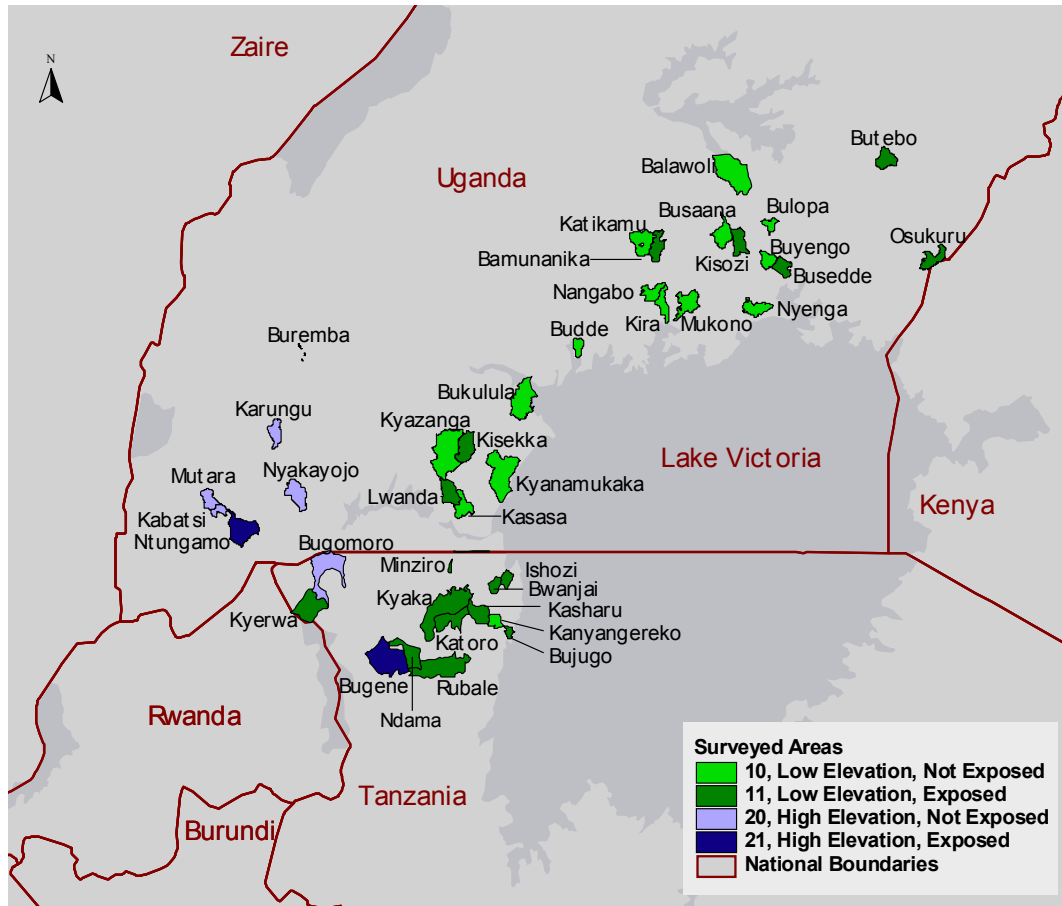 Zaire
N
Butebo
Balawoli
Uganda
Busaana
Bulopa
Katikamu
Osukuru
Buyengo
Bamunanika
Kisozi
Busedde
Nangabo
Nyenga
Kira
Mukono
Budde
Buremba
Bukulula
Karungu
Kyazanga
Kisekka
Lake Victoria
Mutara
Nyakayojo
Kyanamukaka
Lwanda
Kenya
Kabatsi
Kasasa
Ntungamo
Bugomoro
Minziro
Ishozi
Bwanjai
Kyaka
Kasharu
Kyerwa
Kanyangereko
Katoro
Bujugo
Bugene
Rubale
Rwanda
Ndama
Tanzania
Burundi
Surveyed Areas
10, Low Elevation, Not Exposed
11, Low Elevation, Exposed
20, High Elevation, Not Exposed
21, High Elevation, Exposed
National Boundaries